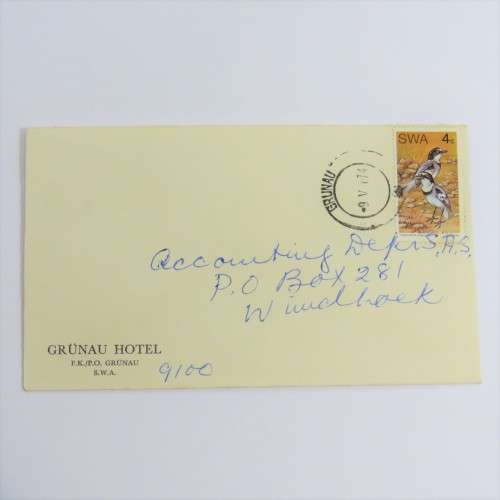 SWA 4c
GRÜNAU
9 V 74
Accounting Dept S.A.S.
P.O Box 281
Windhoek
GRÜNAU HOTEL
P.K./P.O. GRÜNAU
S.W.A.
9100